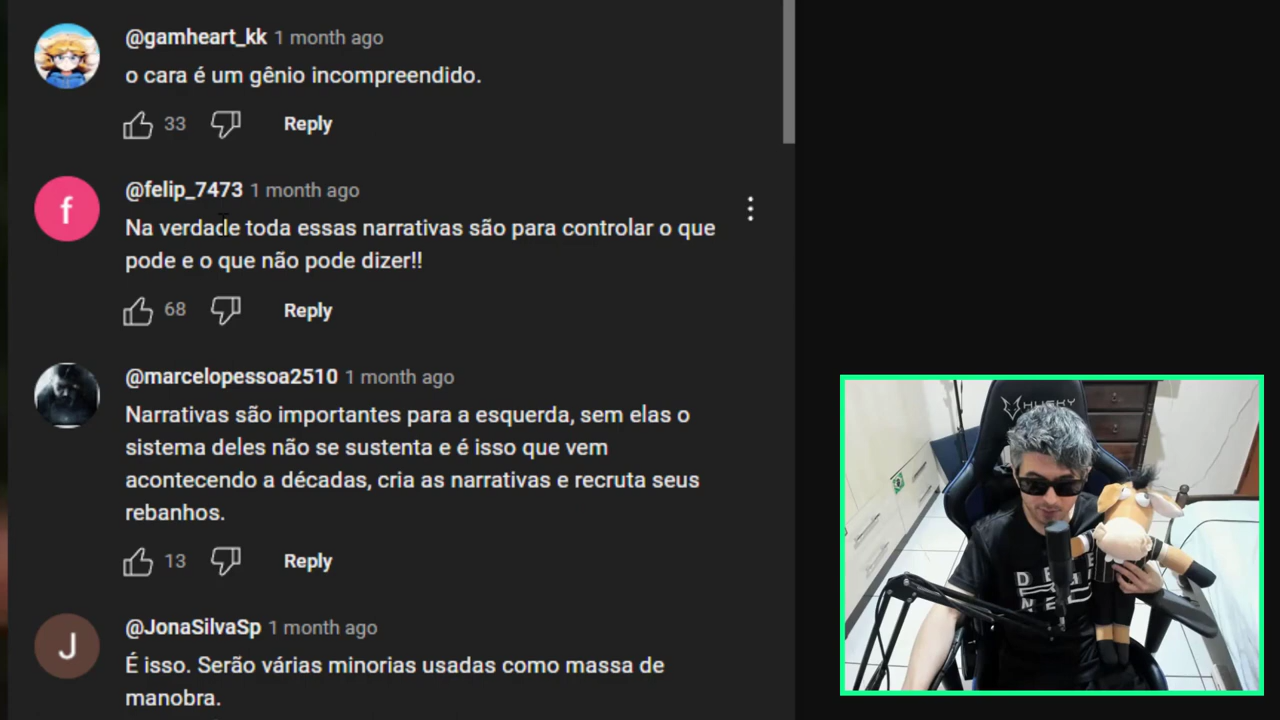 @gamheart_kk 1 month ago
o cara é um gênio incompreendido.
33 Reply
f
@felip_7473 1 month ago
Na verdade toda essas narrativas são para controlar o que
pode e o que não pode dizer!!
68 Reply
@marcelopessoa2510 1 month ago
Narrativas são importantes para a esquerda, sem elas o
sistema deles não se sustenta e é isso que vem
acontecendo a décadas, cria as narrativas e recruta seus
rebanhos.
13 Reply
J
@JonaSilvaSp 1 month ago
É isso. Serão várias minorias usadas como massa de
manobra.
HUSKY